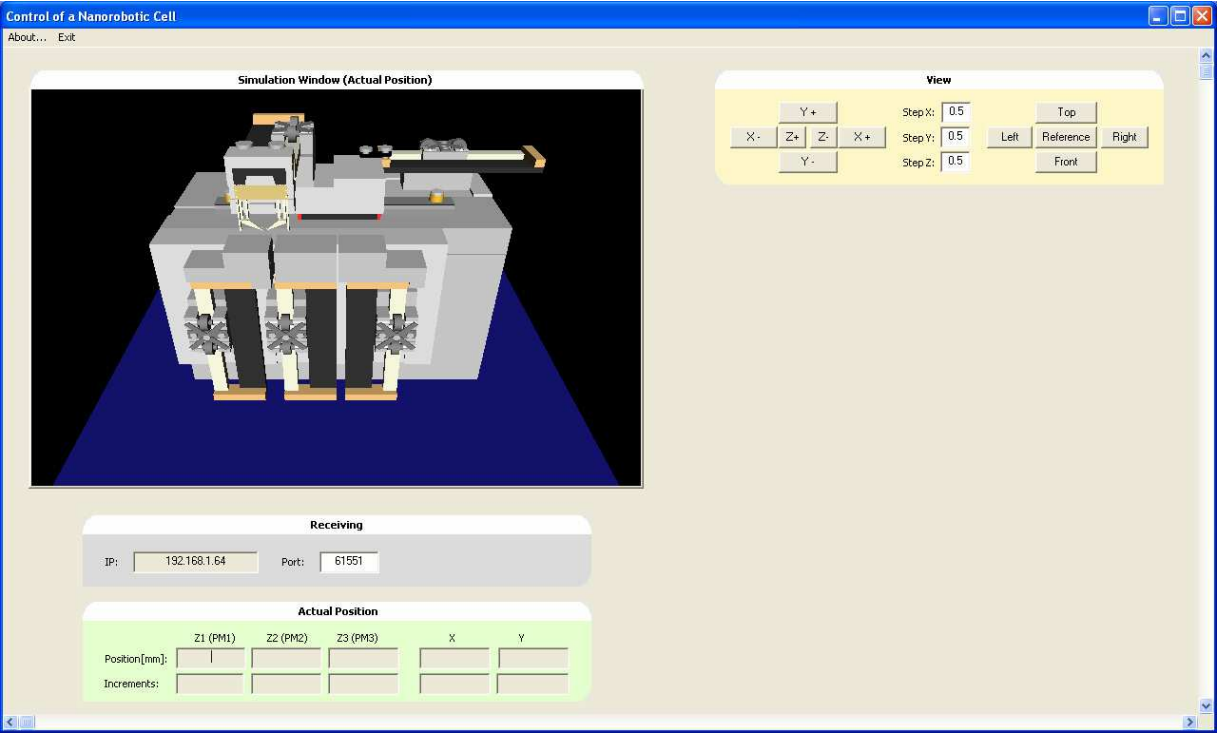 Control of a Nanorobotic Cell
About... Exit
Simulation Window (Actual Position)
View
Y + Step X: 0.5 Top
X - Z+ Z- X + Step Y: 0.5 Left Reference Right
Y - Step Z: 0.5 Front
Receiving
IP: 192.168.1.64 Port: 61551
Actual Position
Z1 (PM1) Z2 (PM2) Z3 (PM3) X Y
Position[mm]:
Increments: